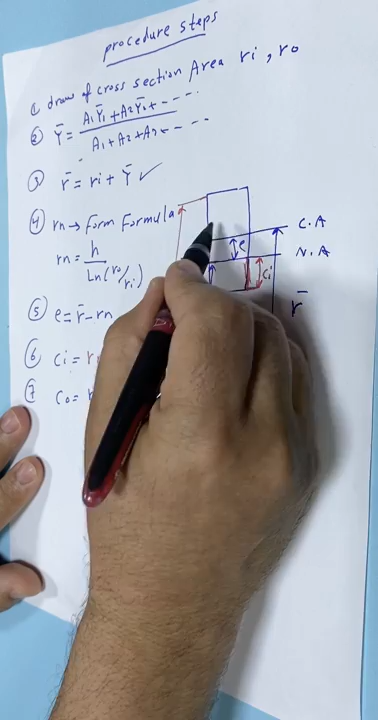 procedure steps
① draw of cross section Area ri , ro
② Ȳ = A1Ȳ1 + A2Ȳ2 + - - - -
A1 + A2 + A3 + - - - -
③ r̄ = ri + Ȳ ✓
④ rn → Form Formula
rn = h
Ln(ro/ri)
C.A
e
N.A
ci
r̄
⑤ e = r̄ - rn
⑥ Ci =
⑦ Co =